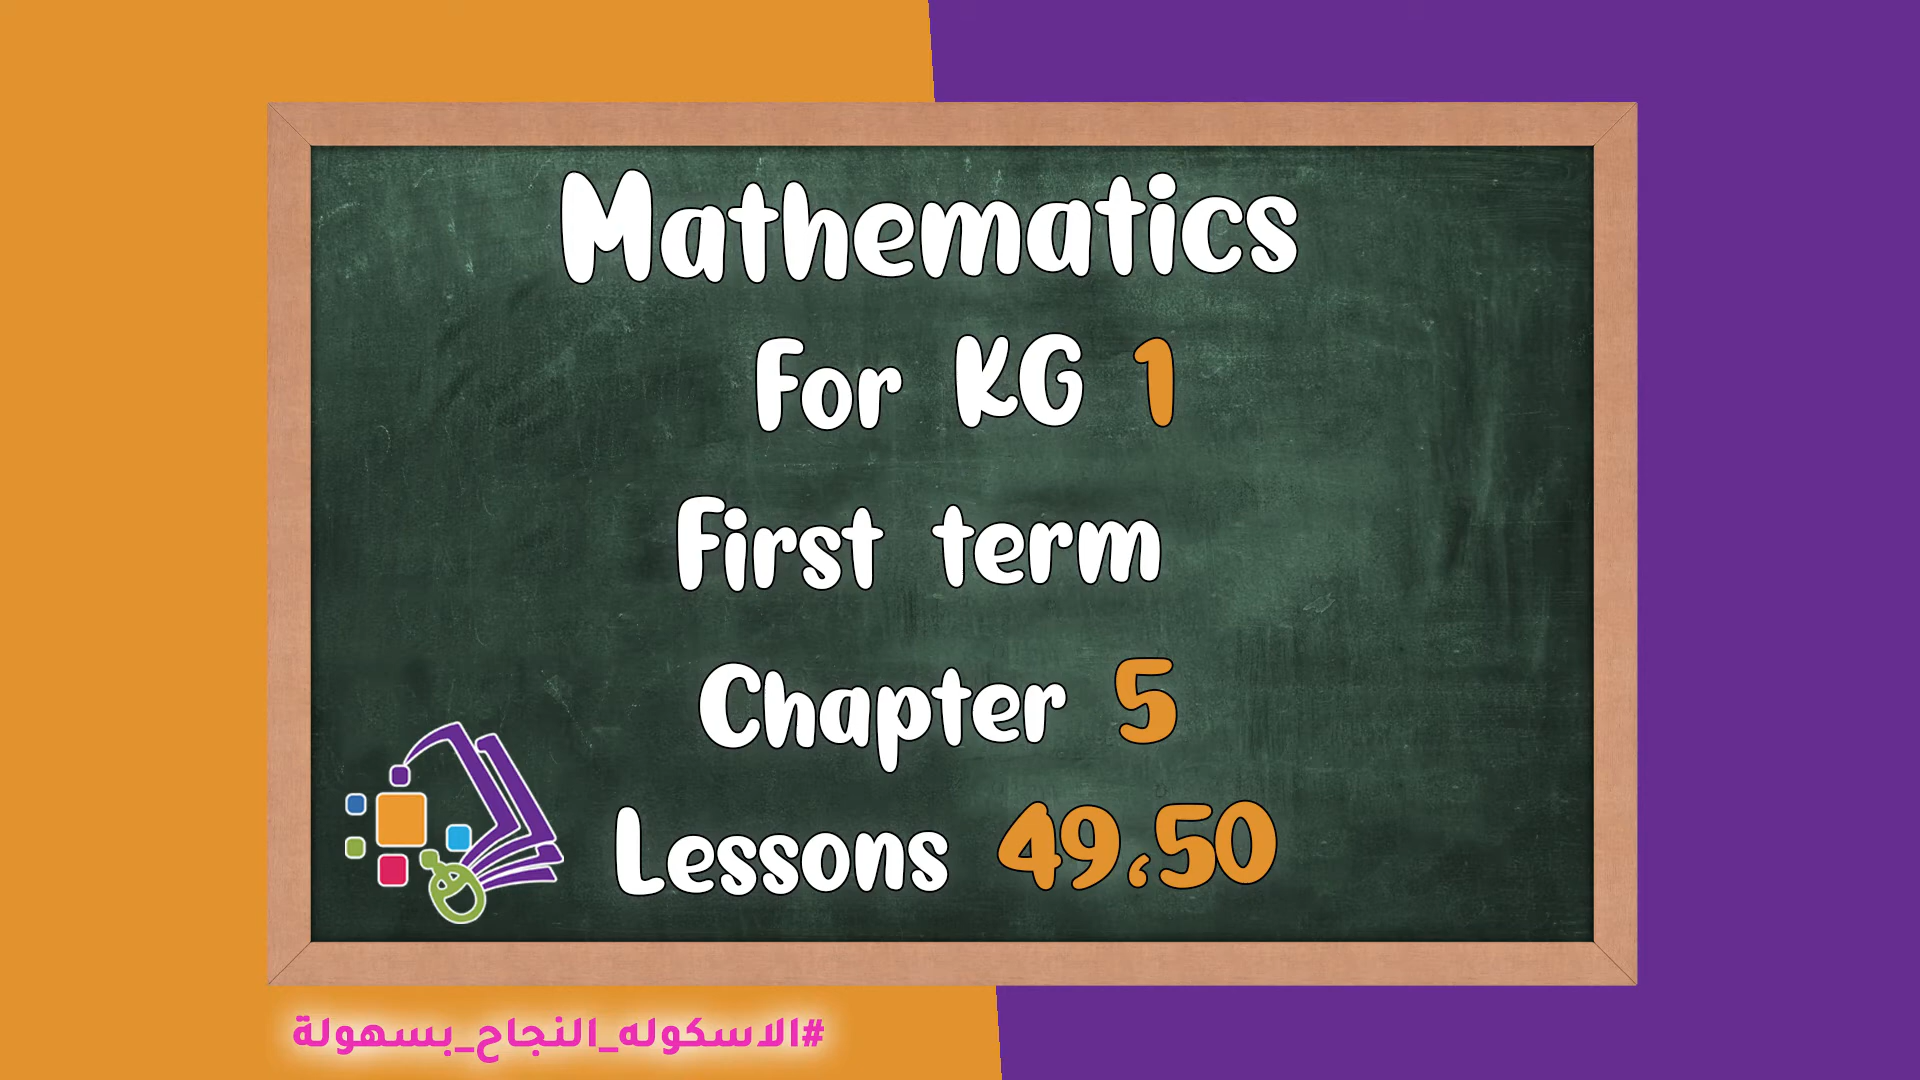 Mathematics
For KG 1
First term
Chapter 5
Lessons 49،50
#الاسكوله_النجاح_بسهولة